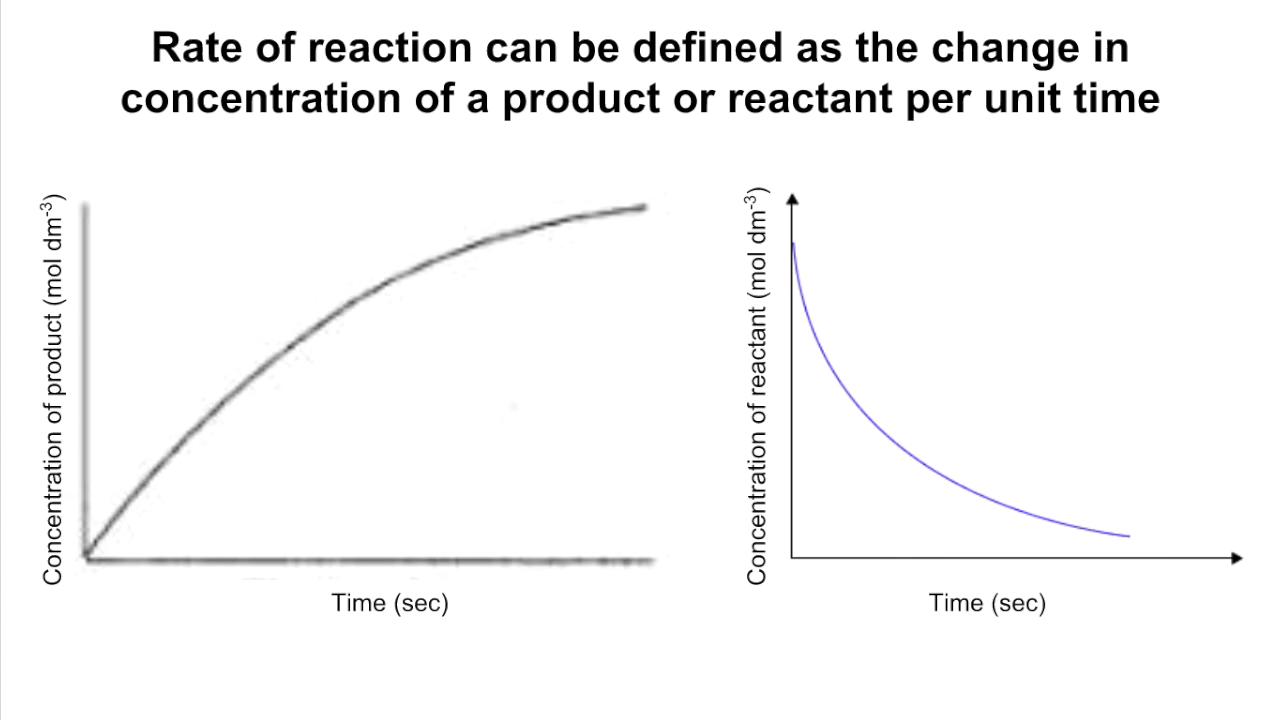 Rate of reaction can be defined as the change in
concentration of a product or reactant per unit time
Concentration of product (mol dm⁻³)
Time (sec)
Concentration of reactant (mol dm⁻³)
Time (sec)